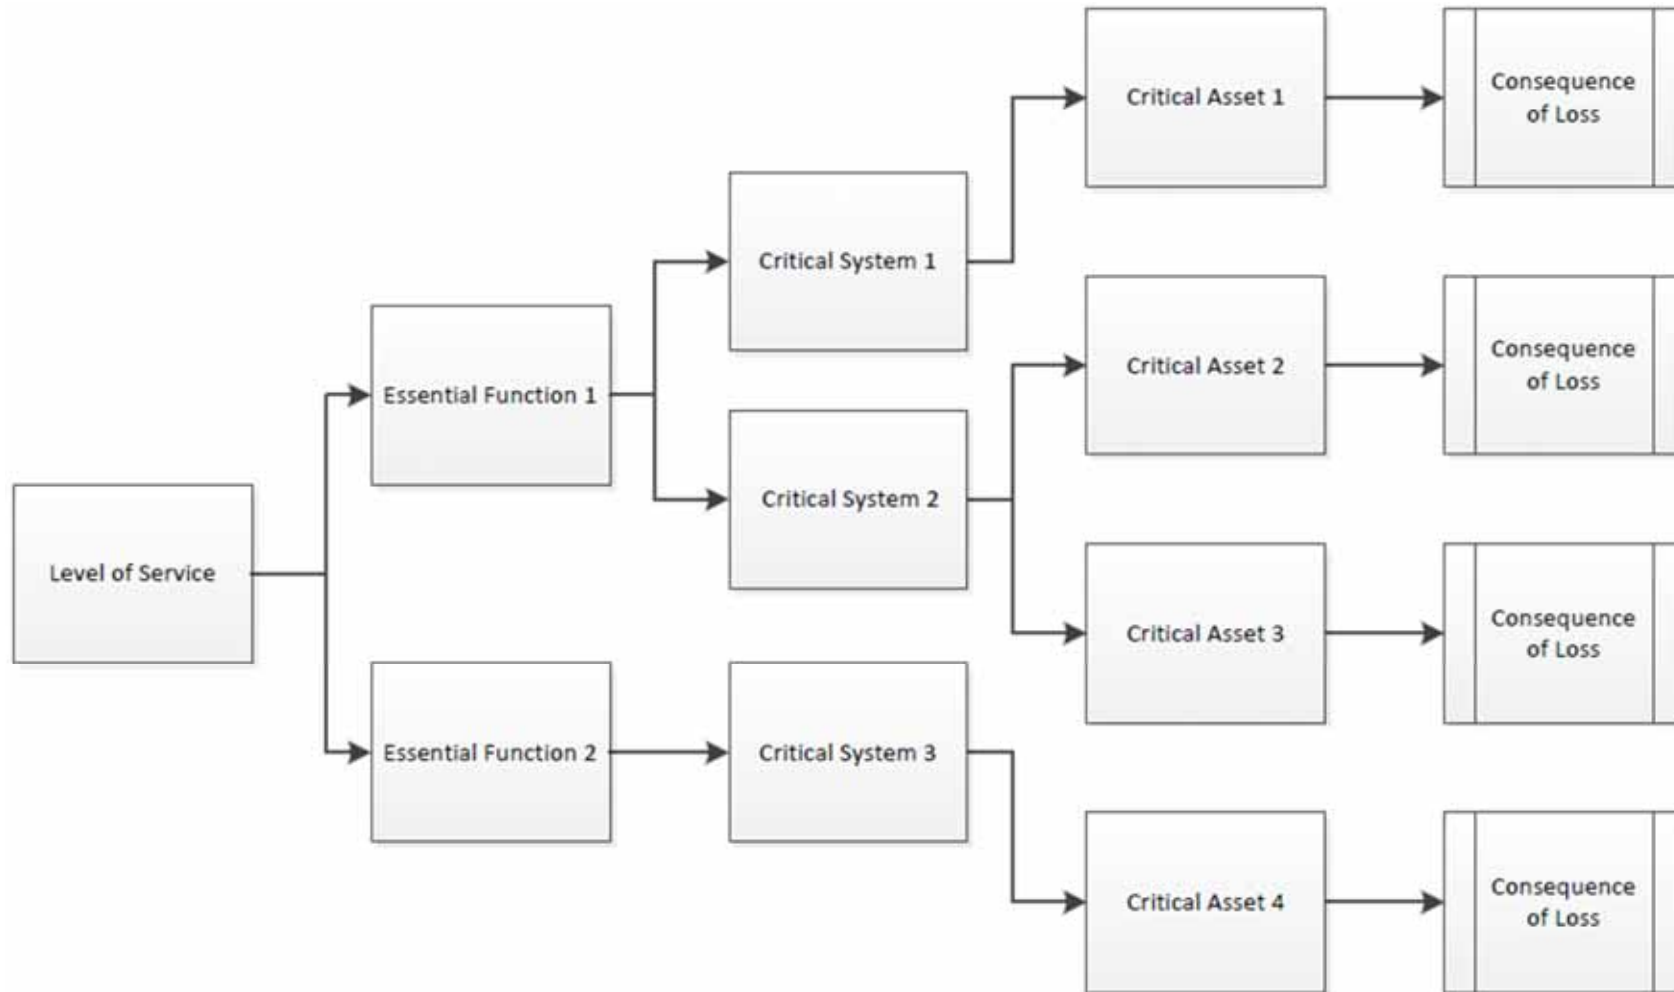 Level of Service
Essential Function 1
Essential Function 2
Critical System 1
Critical System 2
Critical System 3
Critical Asset 1
Critical Asset 2
Critical Asset 3
Critical Asset 4
Consequence
of Loss
Consequence
of Loss
Consequence
of Loss
Consequence
of Loss